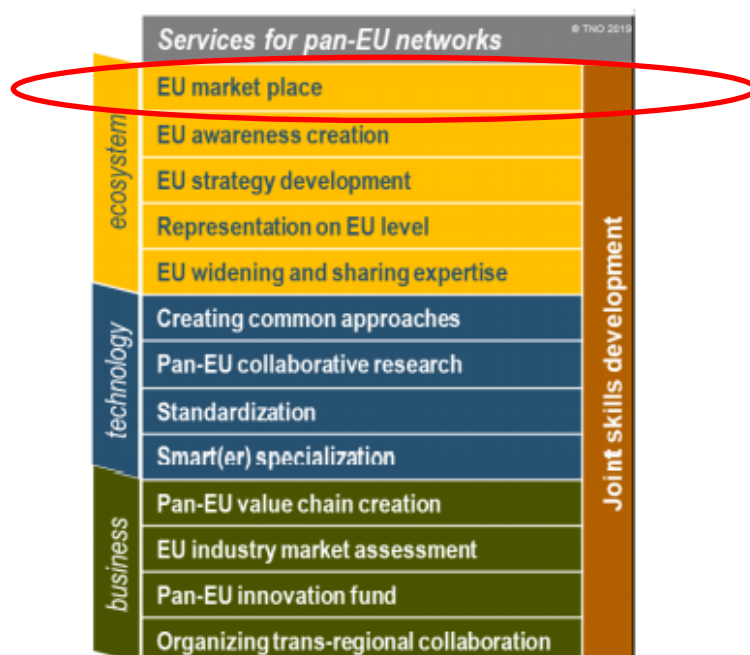 Services for pan-EU networks
© TNO 2019
ecosystem
EU market place
EU awareness creation
EU strategy development
Representation on EU level
EU widening and sharing expertise
technology
Creating common approaches
Pan-EU collaborative research
Standardization
Smart(er) specialization
business
Pan-EU value chain creation
EU industry market assessment
Pan-EU innovation fund
Organizing trans-regional collaboration
Joint skills development